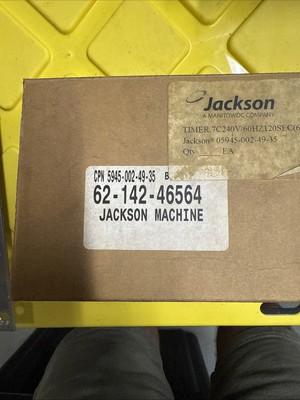 Jackson
A MANITOWOC COMPANY
TIMER, 7C240V/60HZ120SEC(6
Jackson# 05945-002-49-35
Qty EA
CPN 5945-002-49-35
62-142-46564
JACKSON MACHINE